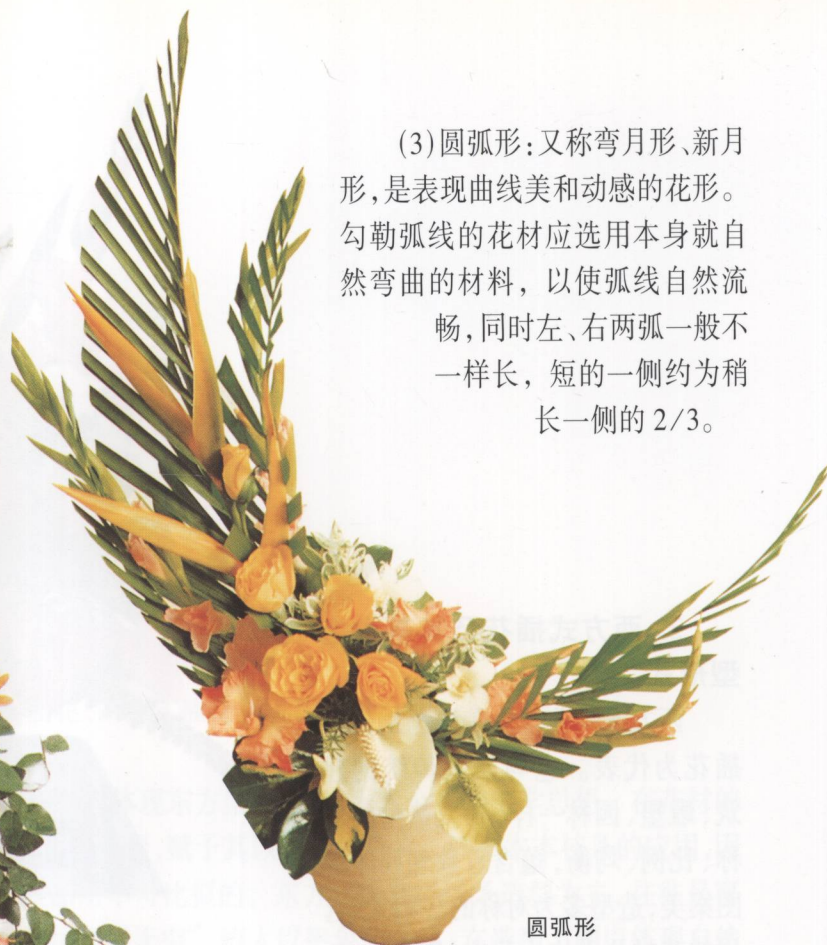 (3)圆弧形:又称弯月形、新月
形,是表现曲线美和动感的花形。
勾勒弧线的花材应选用本身就自
然弯曲的材料，以使弧线自然流
畅,同时左、右两弧一般不
一样长，短的一侧约为稍
长一侧的 2/3。
圆弧形